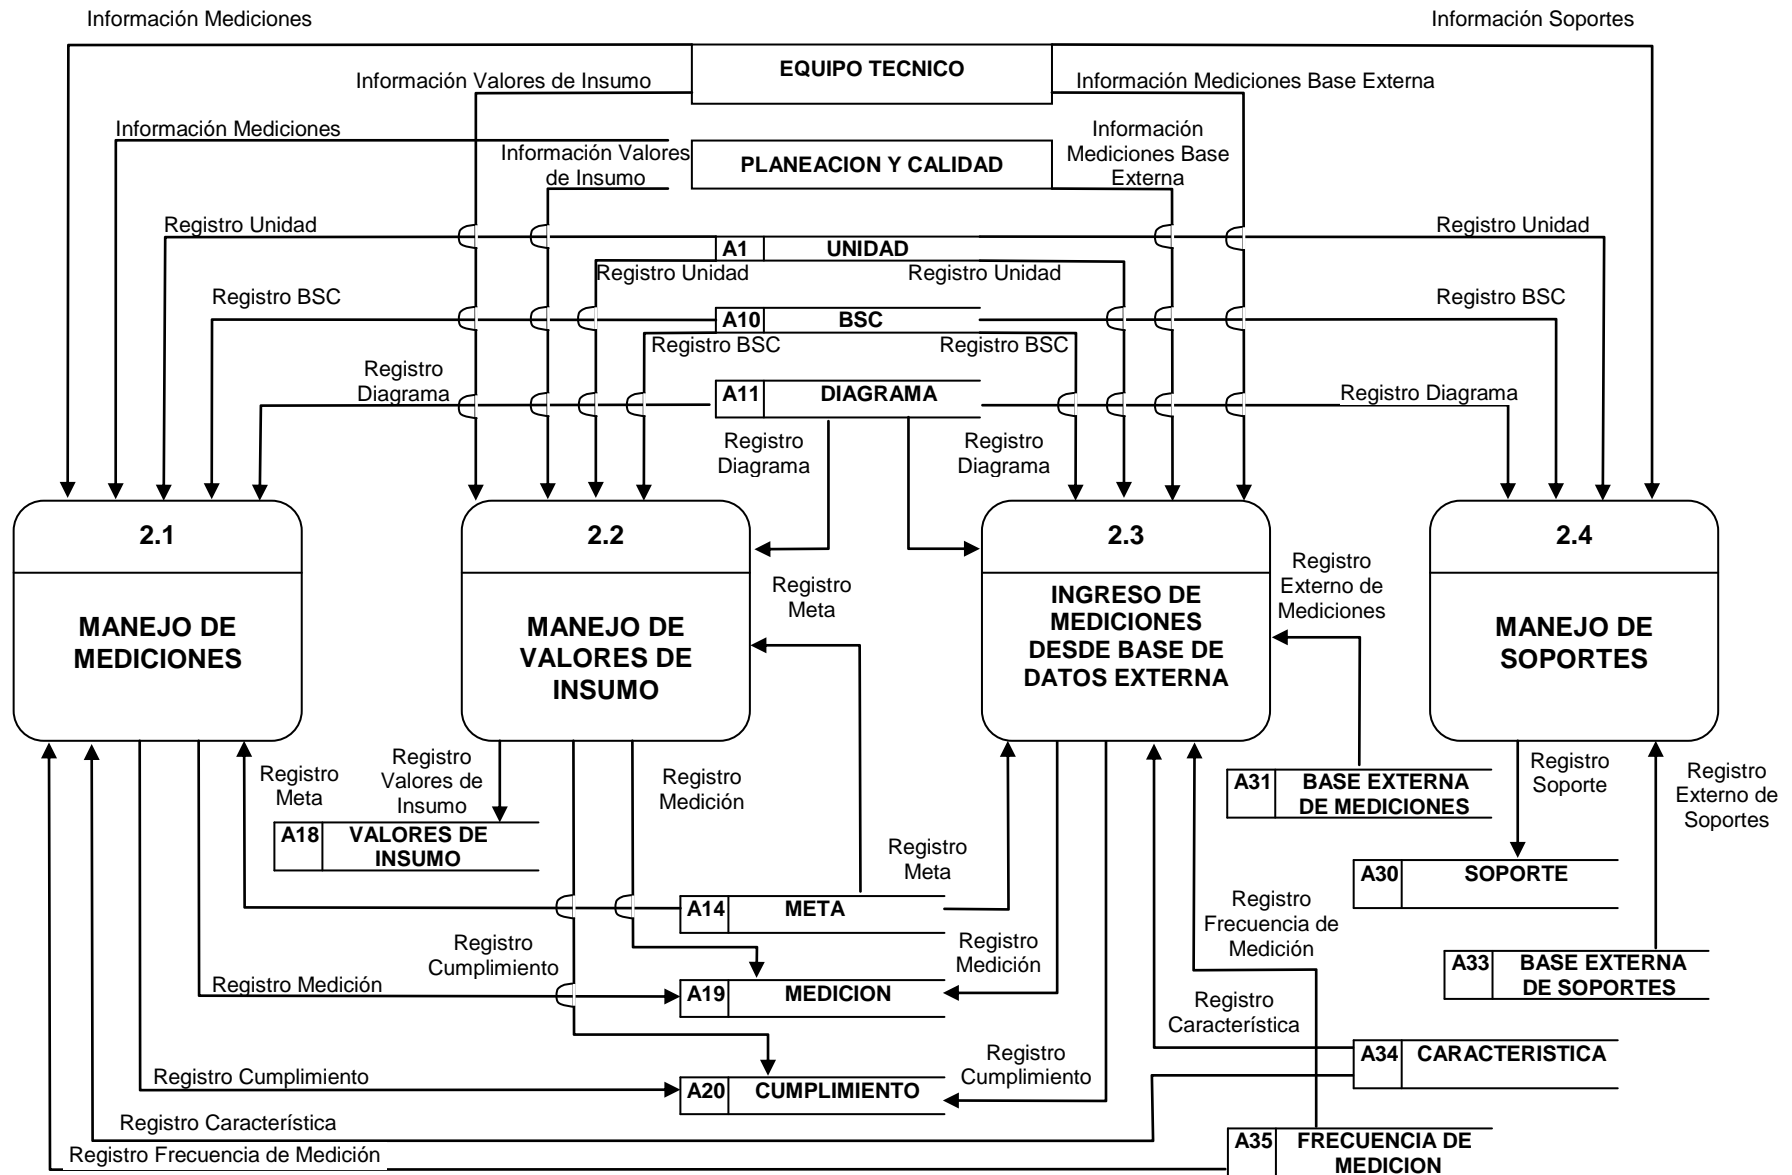 Información Mediciones
Información Soportes
EQUIPO TECNICO
Información Valores de Insumo
Información Mediciones Base Externa
Información Mediciones
Información Valores
de Insumo
PLANEACION Y CALIDAD
Información
Mediciones Base
Externa
Registro Unidad
A1 UNIDAD
Registro Unidad
Registro Unidad
Registro Unidad
Registro BSC
A10 BSC
Registro BSC
Registro BSC
Registro BSC
Registro
Diagrama
A11 DIAGRAMA
Registro Diagrama
Registro
Diagrama
Registro
Diagrama
2.1
MANEJO DE
MEDICIONES
2.2
MANEJO DE
VALORES DE
INSUMO
Registro
Meta
2.3
INGRESO DE
MEDICIONES
DESDE BASE DE
DATOS EXTERNA
Registro
Externo de
Mediciones
2.4
MANEJO DE
SOPORTES
Registro
Meta
Registro
Valores de
Insumo
Registro
Medición
A18 VALORES DE
INSUMO
A31 BASE EXTERNA
DE MEDICIONES
Registro
Soporte
Registro
Externo de
Soportes
Registro
Meta
A30 SOPORTE
A14 META
Registro
Frecuencia de
Medición
Registro
Cumplimiento
Registro
Medición
A33 BASE EXTERNA
DE SOPORTES
Registro Medición
A19 MEDICION
Registro
Característica
A34 CARACTERISTICA
Registro
Cumplimiento
Registro Cumplimiento
A20 CUMPLIMIENTO
Registro Característica
A35 FRECUENCIA DE
MEDICION
Registro Frecuencia de Medición